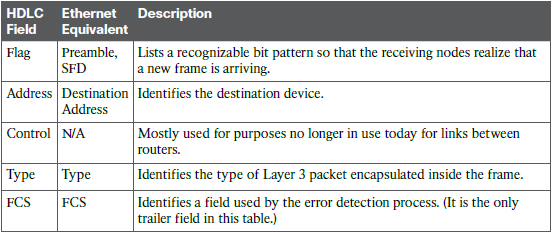 HDLC Field Ethernet Equivalent Description
Flag Preamble, SFD Lists a recognizable bit pattern so that the receiving nodes realize that
a new frame is arriving.
Address Destination Address Identifies the destination device.
Control N/A Mostly used for purposes no longer in use today for links between
routers.
Type Type Identifies the type of Layer 3 packet encapsulated inside the frame.
FCS FCS Identifies a field used by the error detection process. (It is the only
trailer field in this table.)